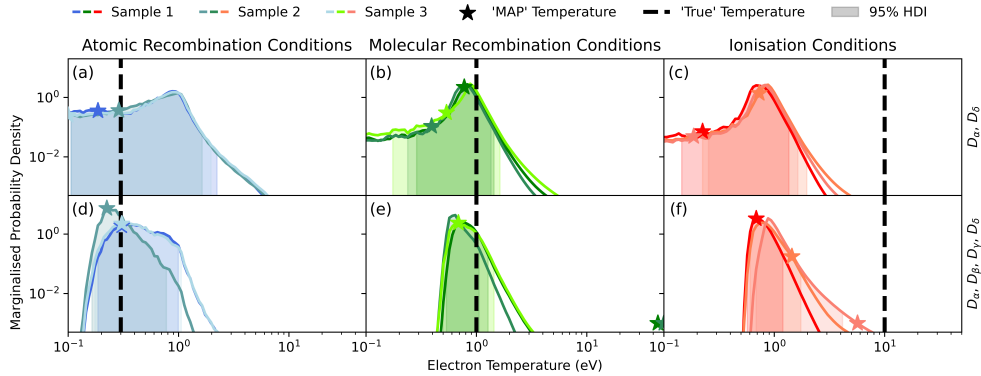 Sample 1 Sample 2 Sample 3 'MAP' Temperature 'True' Temperature 95% HDI
Atomic Recombination Conditions Molecular Recombination Conditions Ionisation Conditions
(a) (b) (c)
10⁰
10⁻²
Dα, Dδ
Marginalised Probability Density
(d) (e) (f)
10⁰
10⁻²
Dα, Dβ, Dγ, Dδ
10⁻¹ 10⁰ 10¹ 10⁻¹ 10⁰ 10¹ 10⁻¹ 10⁰ 10¹
Electron Temperature (eV)